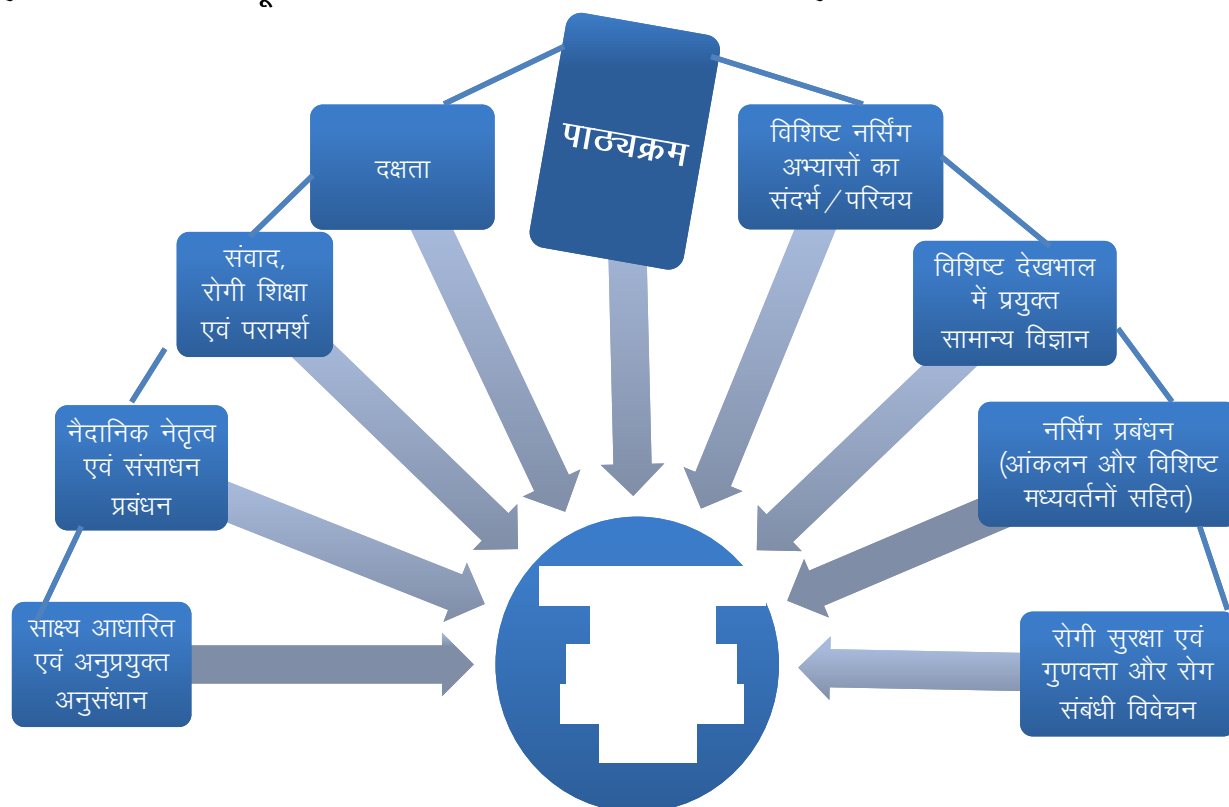 पाठ्यक्रम
दक्षता
विशिष्ट नर्सिंग
अभ्यासों का
संदर्भ / परिचय
संवाद,
रोगी शिक्षा
एवं परामर्श
विशिष्ट देखभाल
में प्रयुक्त
सामान्य विज्ञान
नैदानिक नेतृत्व
एवं संसाधन
प्रबंधन
नर्सिंग प्रबंधन
(आंकलन और विशिष्ट
मध्यवर्तनों सहित)
साक्ष्य आधारित
एवं अनुप्रयुक्त
अनुसंधान
रोगी सुरक्षा एवं
गुणवत्ता और रोग
संबंधी विवेचन